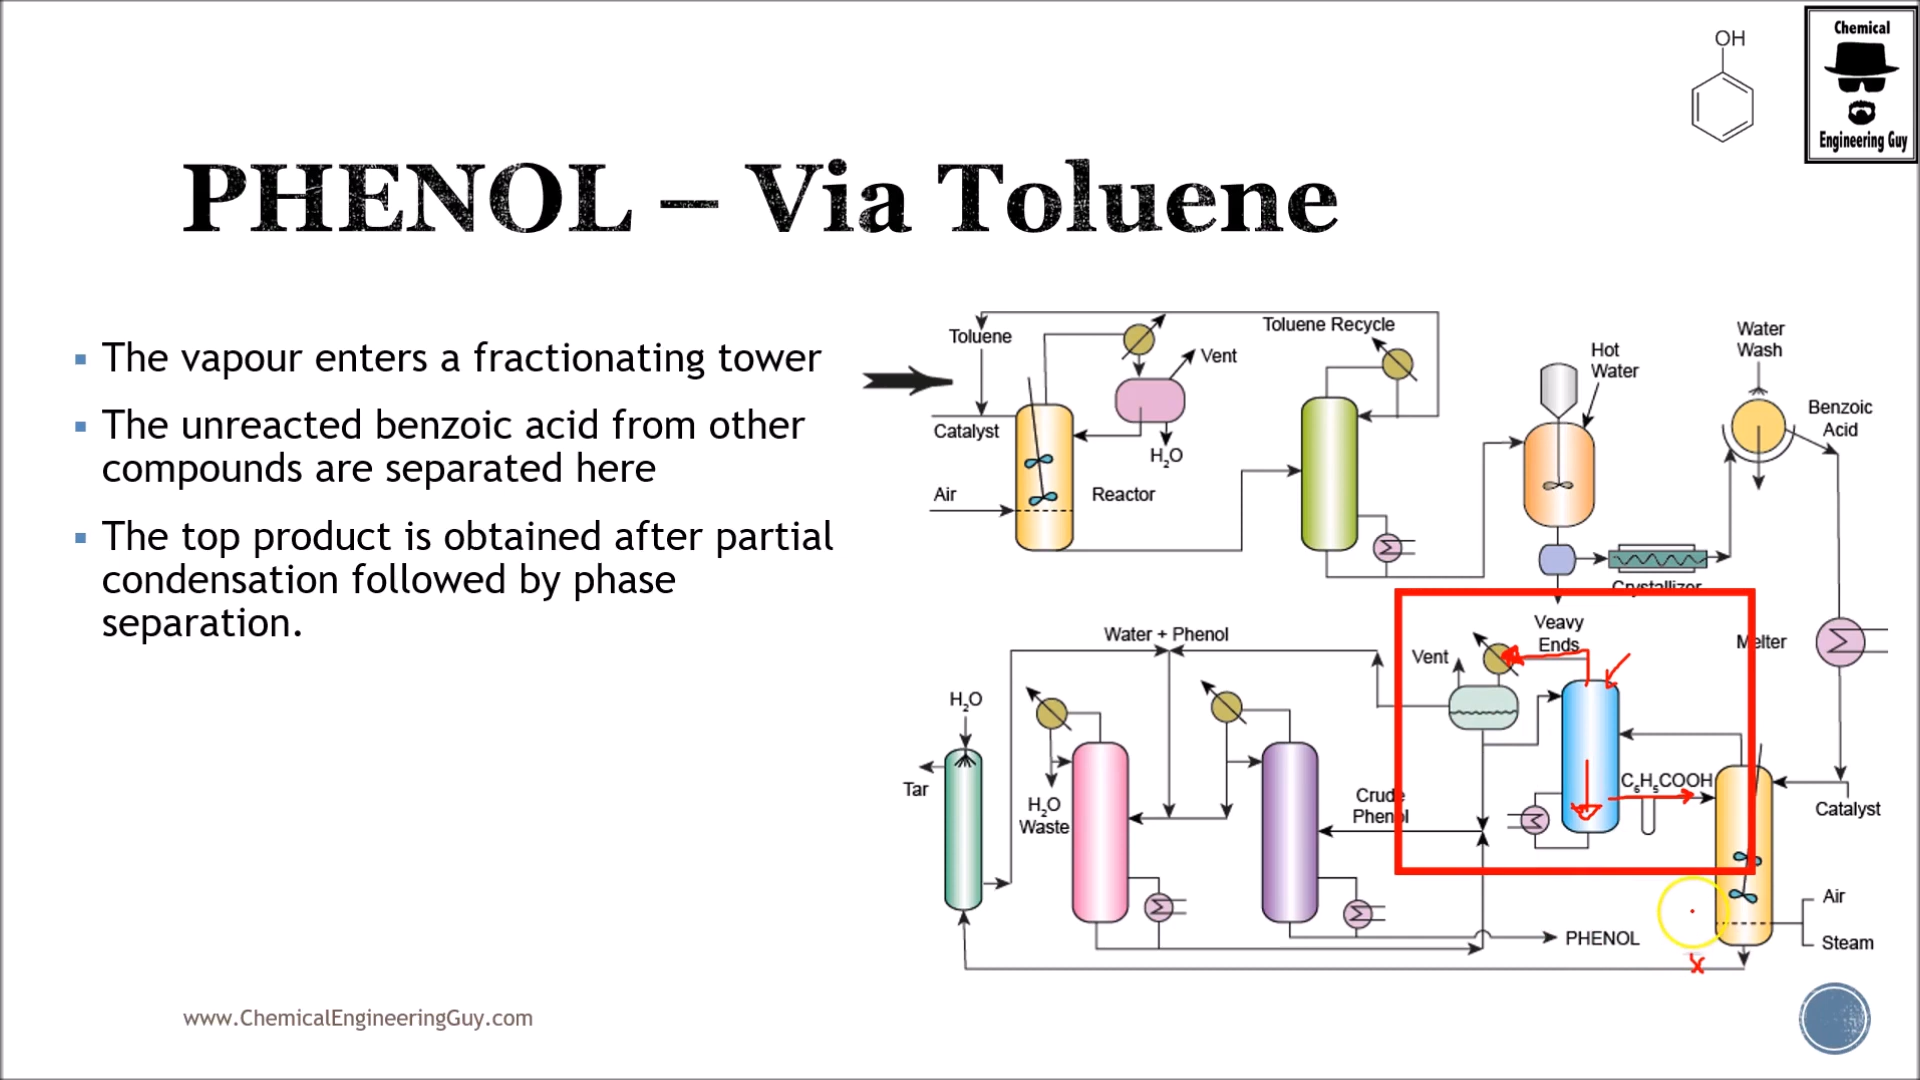 OH
Chemical
Engineering Guy
PHENOL – Via Toluene
▪ The vapour enters a fractionating tower
▪ The unreacted benzoic acid from other
compounds are separated here
▪ The top product is obtained after partial
condensation followed by phase
separation.
Toluene
Toluene Recycle
Vent
Catalyst
H₂O
Air
Reactor
Hot
Water
Water
Wash
Benzoic
Acid
Crystallizer
Veavy
Ends
Melter
Water + Phenol
Vent
H₂O
Tar
H₂O
Waste
Crude
Phenol
C₆H₅COOH
Catalyst
Air
Steam
PHENOL
x
www.ChemicalEngineeringGuy.com